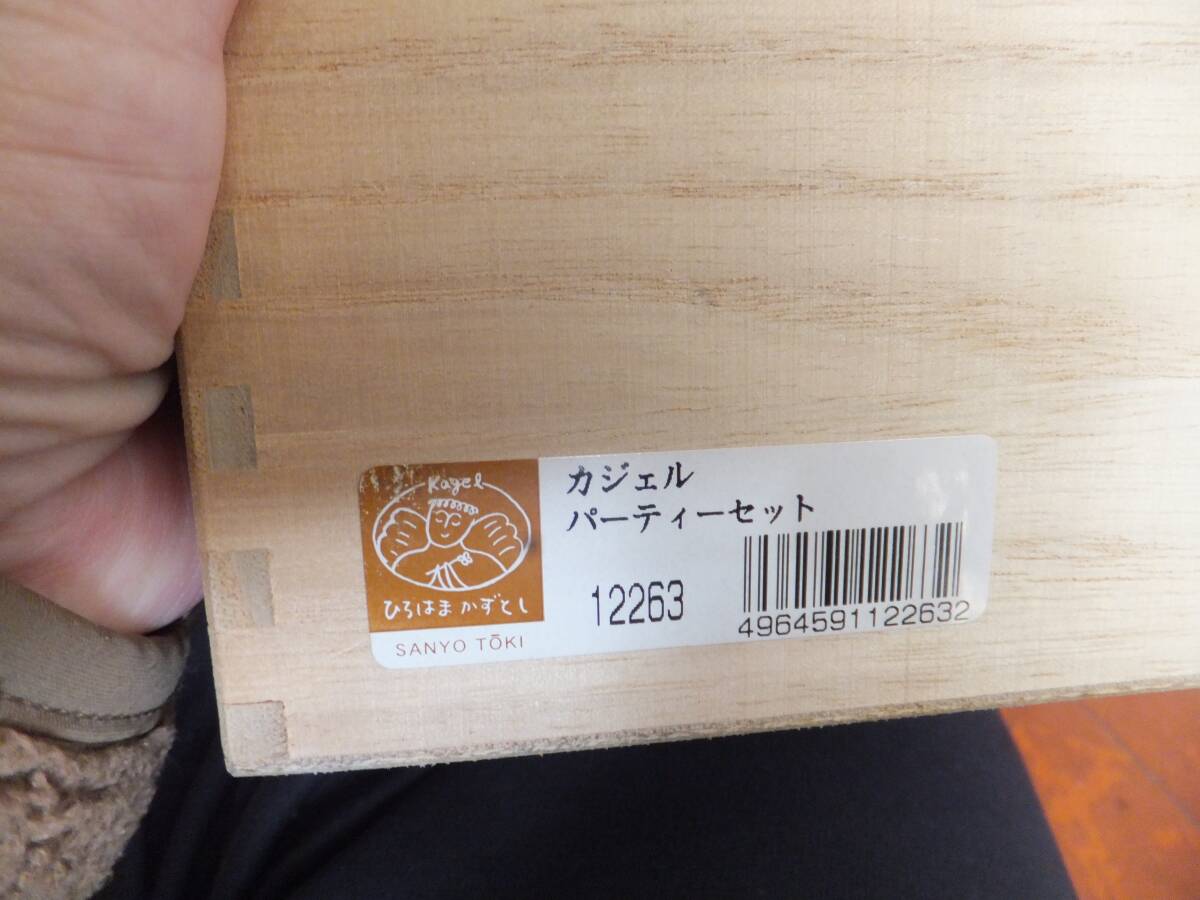 Kagel
ひろはま かずとし
SANYO TŌKI
カジェル
パーティーセット
12263
4964591122632